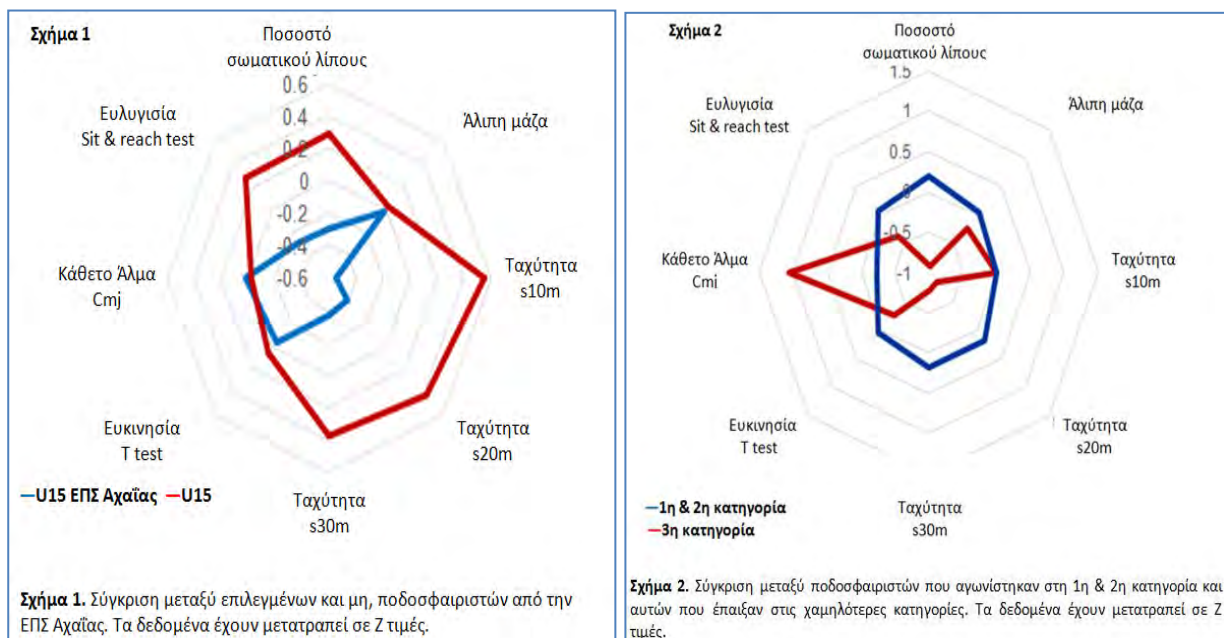 Σχήμα 1
Ποσοστό
σωματικού λίπους
0.6
0.4
0.2
0
-0.2
-0.4
-0.6
Άλιπη μάζα
Ταχύτητα
s10m
Ταχύτητα
s20m
Ταχύτητα
s30m
Ευκινησία
T test
Κάθετο Άλμα
Cmj
Ευλυγισία
Sit & reach test
U15 ΕΠΣ Αχαΐας U15
Σχήμα 1. Σύγκριση μεταξύ επιλεγμένων και μη, ποδοσφαιριστών από την
ΕΠΣ Αχαΐας. Τα δεδομένα έχουν μετατραπεί σε Ζ τιμές.
Σχήμα 2
Ποσοστό
σωματικού λίπους
1.5
1
0.5
0
-0.5
-1
Άλιπη μάζα
Ταχύτητα
s10m
Ταχύτητα
s20m
Ταχύτητα
s30m
Ευκινησία
T test
Κάθετο Άλμα
Cmj
Ευλυγισία
Sit & reach test
1η & 2η κατηγορία
3η κατηγορία
Σχήμα 2. Σύγκριση μεταξύ ποδοσφαιριστών που αγωνίστηκαν στη 1η & 2η κατηγορία και
αυτών που έπαιξαν στις χαμηλότερες κατηγορίες. Τα δεδομένα έχουν μετατραπεί σε Ζ
τιμές.